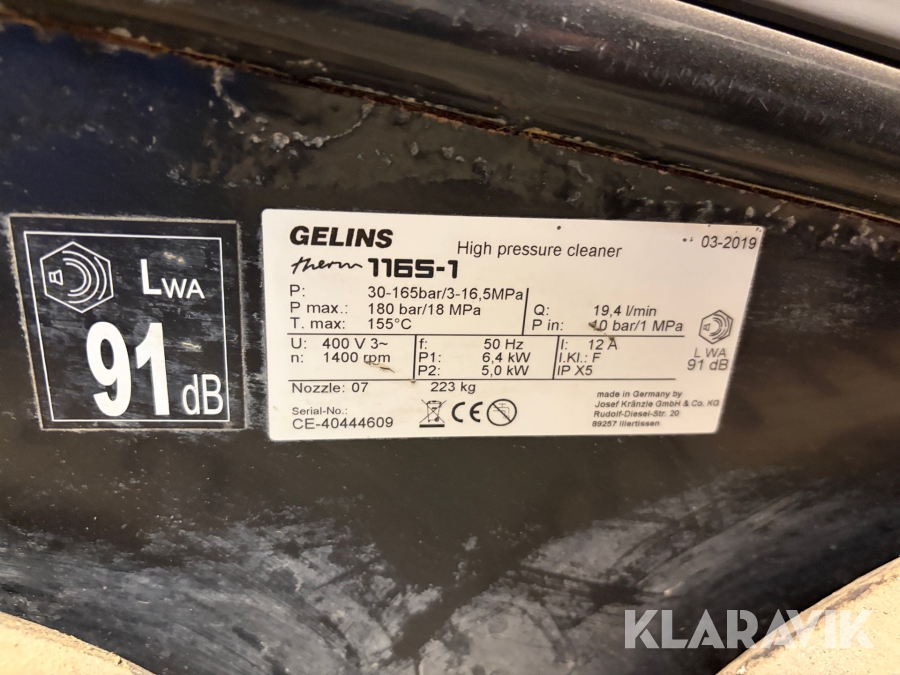 LWA
91 dB
GELINS
High pressure cleaner
03-2019
therm 1165-1
P: 30-165bar/3-16,5MPa
P max.: 180 bar/18 MPa
T. max: 155°C
Q: 19,4 l/min
P in: 10 bar/1 MPa
U: 400 V 3~
n: 1400 rpm
f: 50 Hz
P1: 6,4 kW
P2: 5,0 kW
I: 12 A
I.Kl.: F
IP X5
L WA
91 dB
Nozzle: 07 223 kg
Serial-No.:
CE-40444609
CE
made in Germany by
Josef Kränzle GmbH & Co. KG
Rudolf-Diesel-Str. 20
89257 Illertissen
KLARAVIK